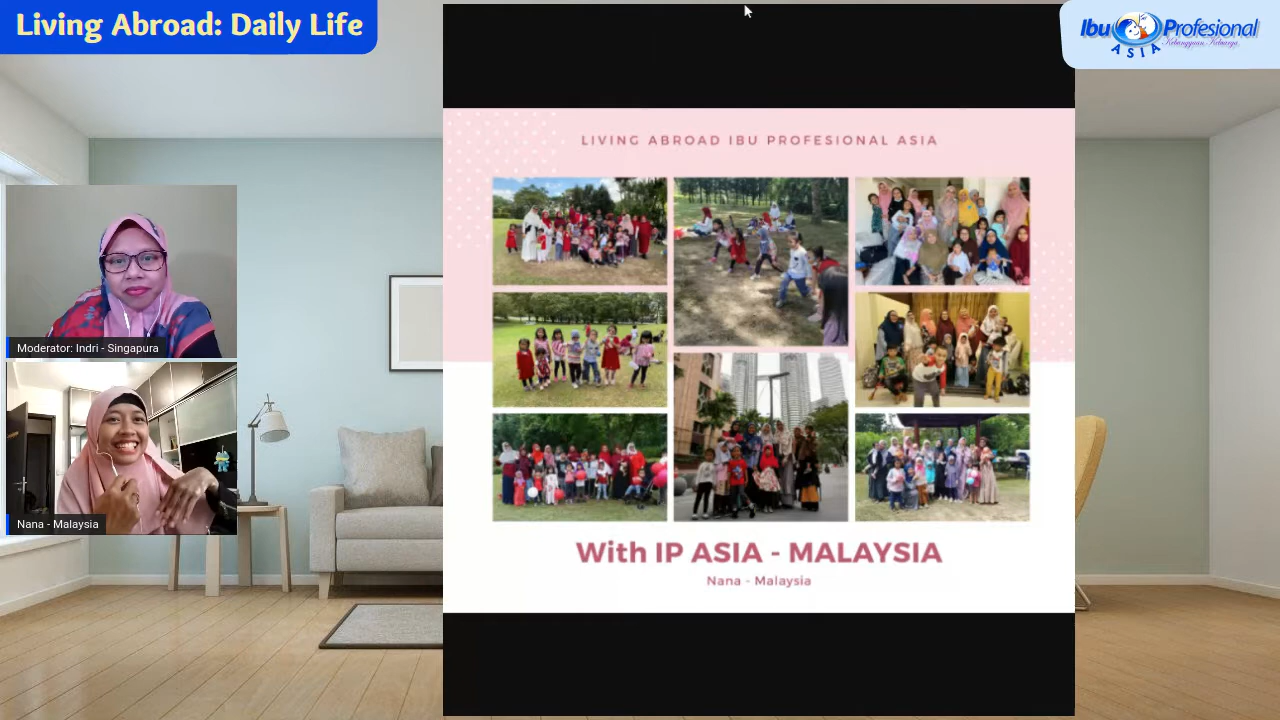 Living Abroad: Daily Life
Ibu Profesional
ASIA
Kebanggaan Keluarga
LIVING ABROAD IBU PROFESIONAL ASIA
Moderator: Indri - Singapura
Nana - Malaysia
With IP ASIA - MALAYSIA
Nana - Malaysia